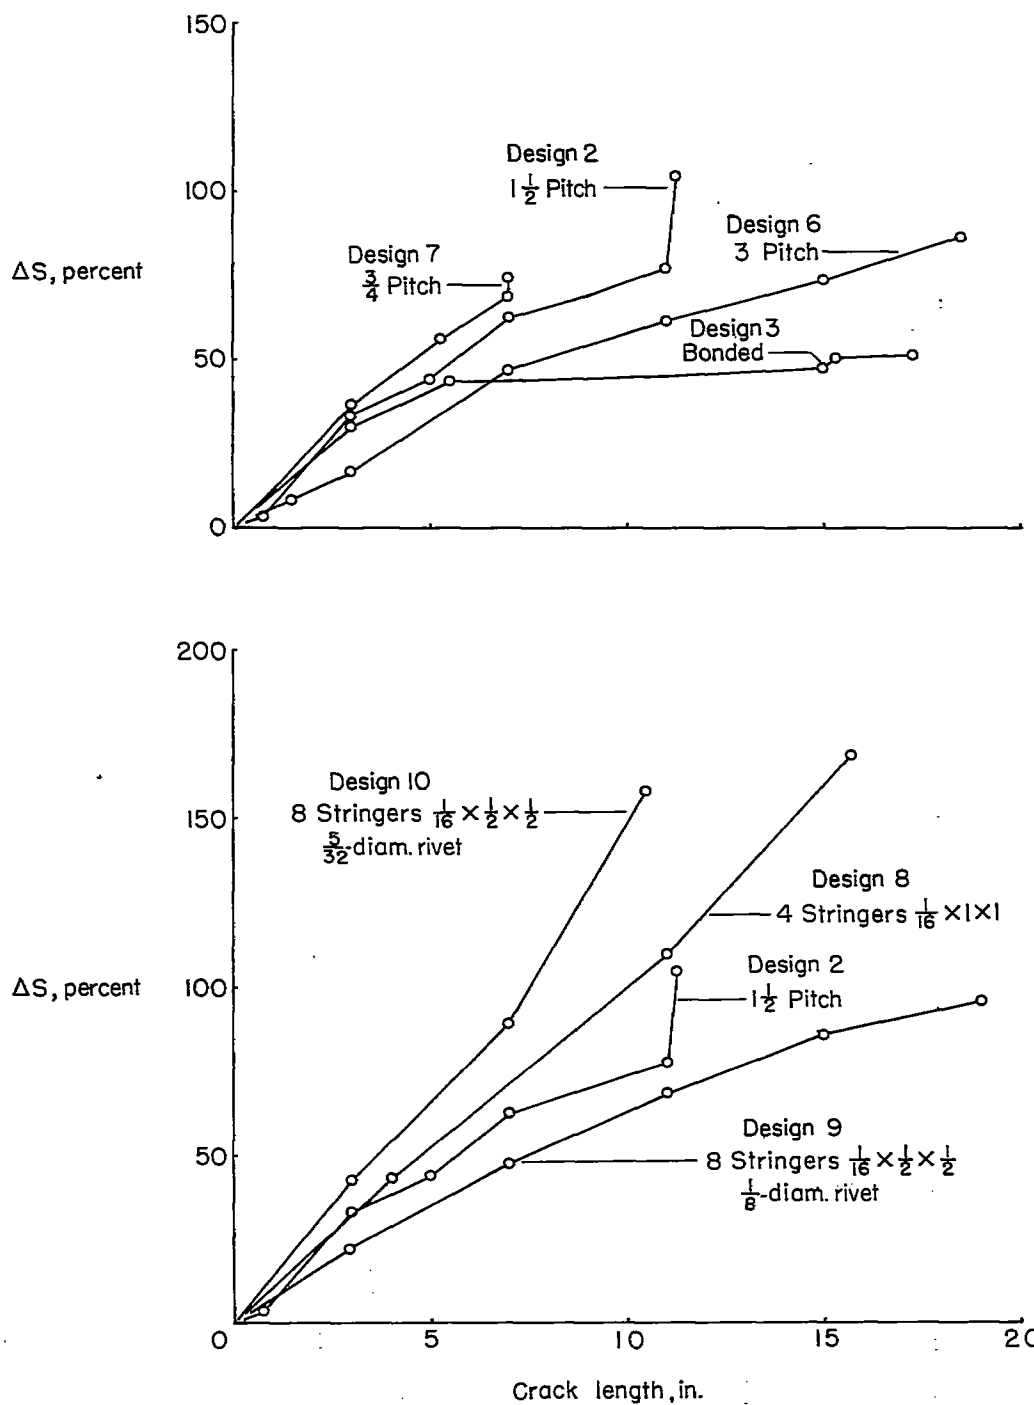 150
Design 2
1 1/2 Pitch
100
Design 6
3 Pitch
Design 7
3/4 Pitch
ΔS, percent
Design 3
Bonded
50
0
200
Design 10
8 Stringers 1/16 × 1/2 × 1/2
5/32-diam. rivet
150
Design 8
4 Stringers 1/16 × 1 × 1
Design 2
1 1/2 Pitch
ΔS, percent
100
Design 9
8 Stringers 1/16 × 1/2 × 1/2
1/8-diam. rivet
50
0 5 10 15 20
Crack length, in.